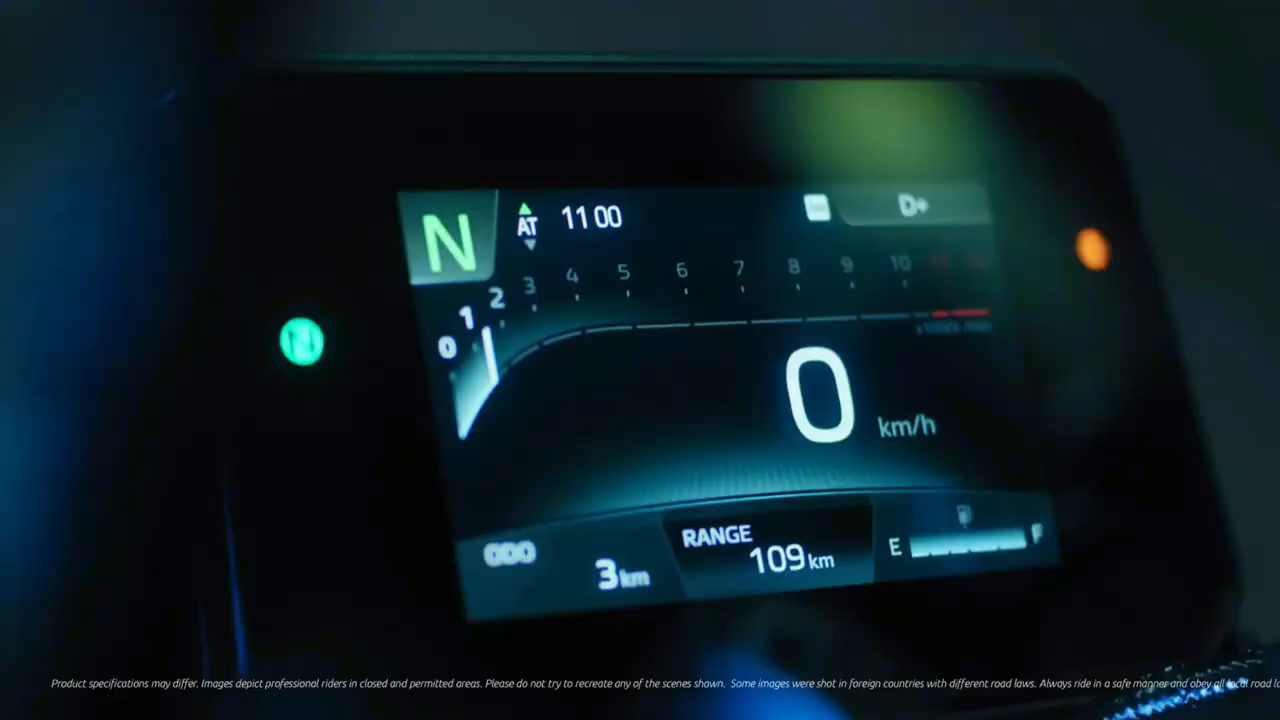 N AT 11 00 D+
0 1 2 3 4 5 6 7 8 9 10
N
0 km/h
ODO 3 km
RANGE 109 km
E F
Product specifications may differ. Images depict professional riders in closed and permitted areas. Please do not try to recreate any of the scenes shown. Some images were shot in foreign countries with different road laws. Always ride in a safe manner and obey all local road